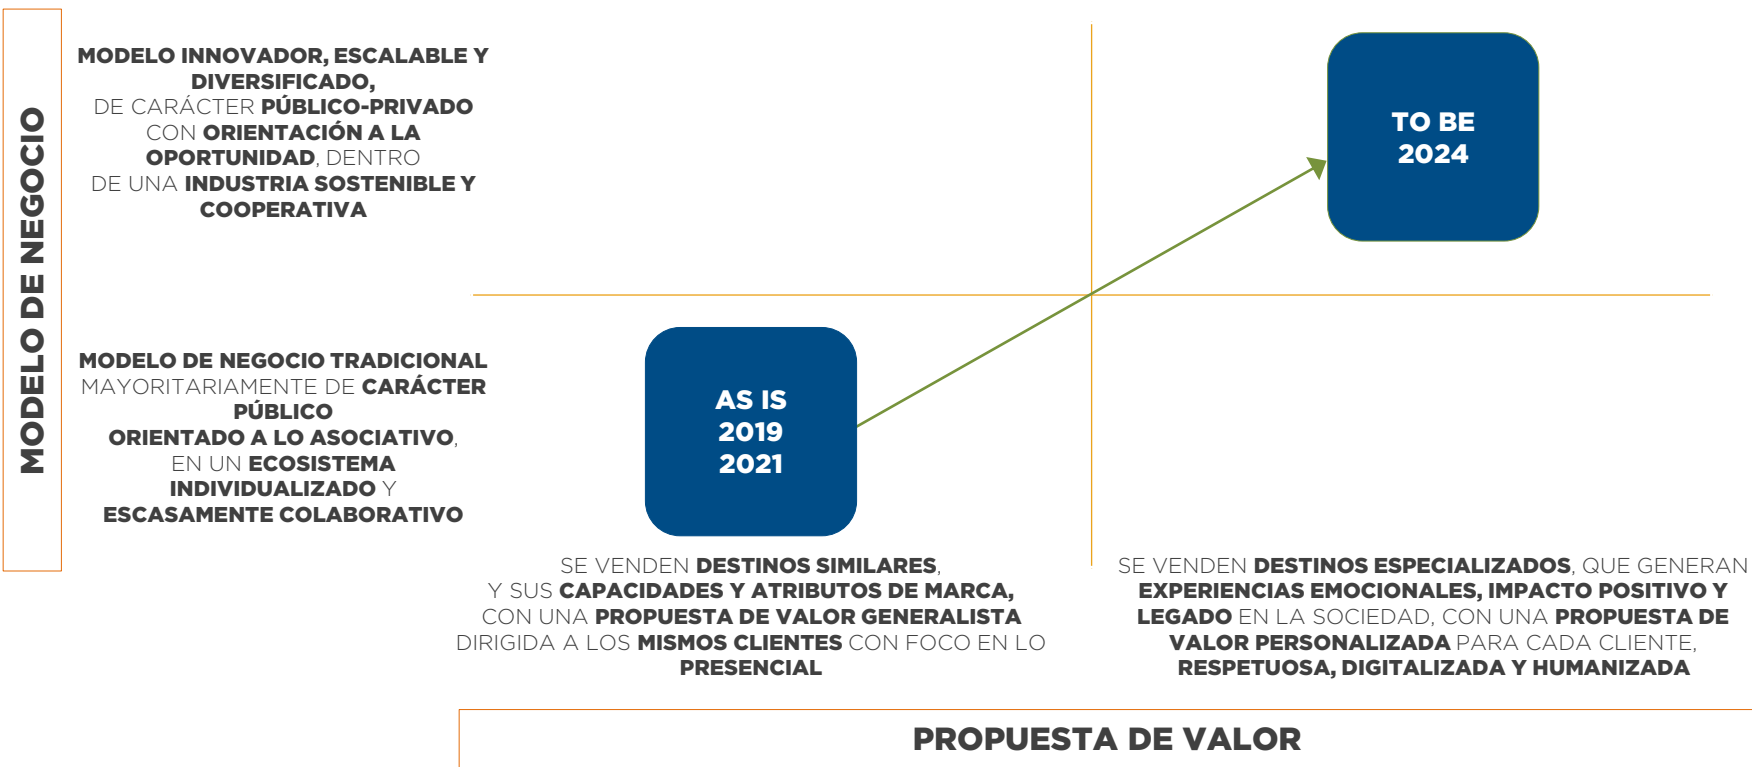 MODELO DE NEGOCIO
MODELO INNOVADOR, ESCALABLE Y
DIVERSIFICADO,
DE CARÁCTER PÚBLICO-PRIVADO
CON ORIENTACIÓN A LA
OPORTUNIDAD, DENTRO
DE UNA INDUSTRIA SOSTENIBLE Y
COOPERATIVA
TO BE
2024
MODELO DE NEGOCIO TRADICIONAL
MAYORITARIAMENTE DE CARÁCTER
PÚBLICO
ORIENTADO A LO ASOCIATIVO,
EN UN ECOSISTEMA
INDIVIDUALIZADO Y
ESCASAMENTE COLABORATIVO
AS IS
2019
2021
SE VENDEN DESTINOS SIMILARES,
Y SUS CAPACIDADES Y ATRIBUTOS DE MARCA,
CON UNA PROPUESTA DE VALOR GENERALISTA
DIRIGIDA A LOS MISMOS CLIENTES CON FOCO EN LO
PRESENCIAL
SE VENDEN DESTINOS ESPECIALIZADOS, QUE GENERAN
EXPERIENCIAS EMOCIONALES, IMPACTO POSITIVO Y
LEGADO EN LA SOCIEDAD, CON UNA PROPUESTA DE
VALOR PERSONALIZADA PARA CADA CLIENTE,
RESPETUOSA, DIGITALIZADA Y HUMANIZADA
PROPUESTA DE VALOR